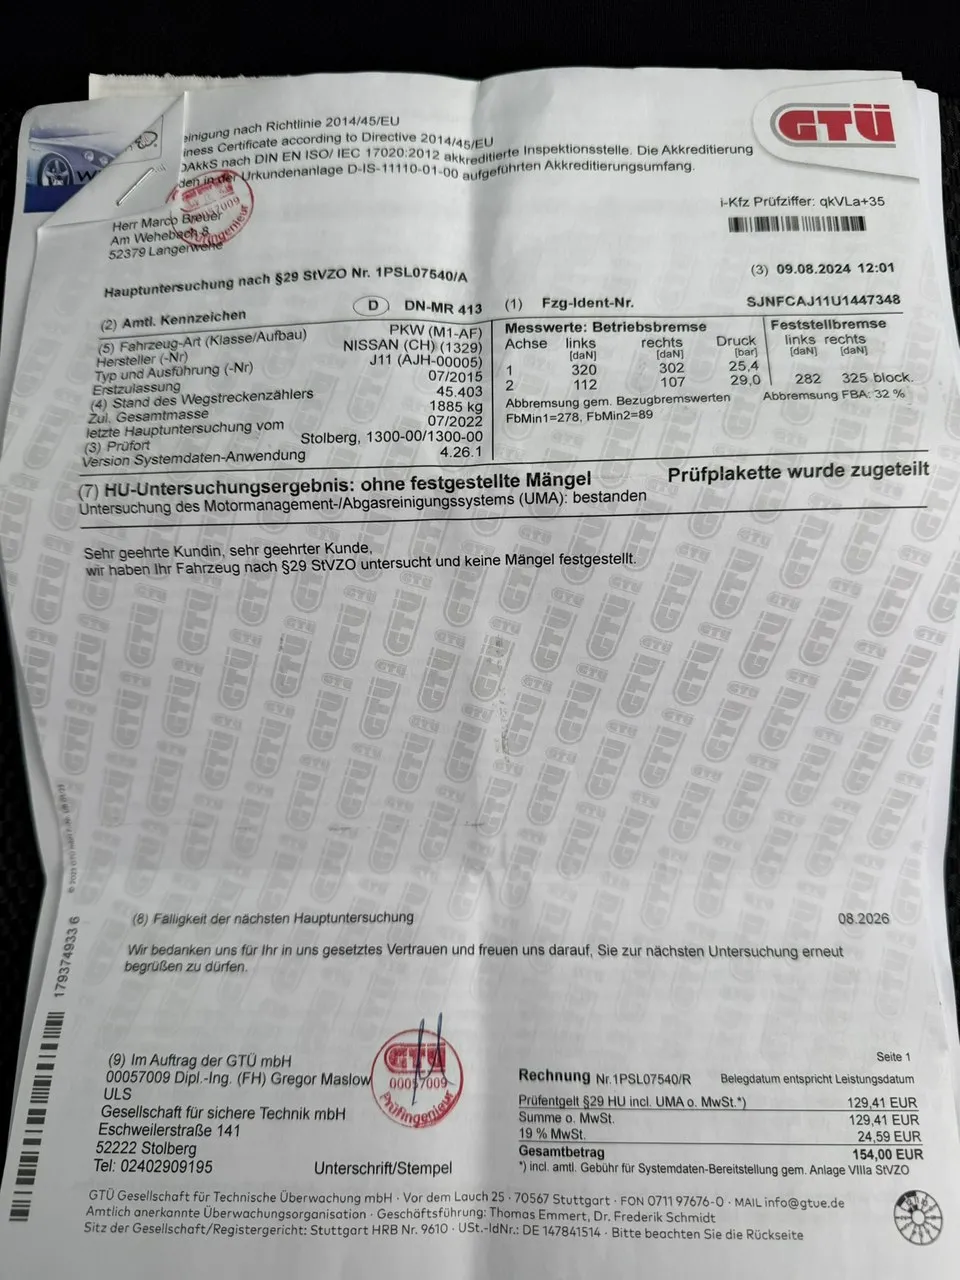 GTÜ
einigung nach Richtlinie 2014/45/EU
iness Certificate according to Directive 2014/45/EU
DAkkS nach DIN EN ISO/ IEC 17020:2012 akkreditierte Inspektionsstelle. Die Akkreditierung
den in der Urkundenanlage D-IS-11110-01-00 aufgeführten Akkreditierungsumfang.
i-Kfz Prüfziffer: qkVLa+35
Herr Marco Breuer
Am Wehebach 8
52379 Langerwehe
(3) 09.08.2024 12:01
Hauptuntersuchung nach §29 StVZO Nr. 1PSL07540/A
(2) Amtl. Kennzeichen D DN-MR 413
(1) Fzg-Ident-Nr. SJNFCAJ11U1447348
(5) Fahrzeug-Art (Klasse/Aufbau) PKW (M1-AF)
Hersteller (-Nr) NISSAN (CH) (1329)
Typ und Ausführung (-Nr) J11 (AJH-00005)
Erstzulassung 07/2015
(4) Stand des Wegstreckenzählers 45.403
Zul. Gesamtmasse 1885 kg
letzte Hauptuntersuchung vom 07/2022
(3) Prüfort Stolberg, 1300-00/1300-00
Version Systemdaten-Anwendung 4.26.1
Messwerte: Betriebsbremse Feststellbremse
Achse links rechts Druck links rechts
[daN] [daN] [bar] [daN] [daN]
1 320 302 25,4
2 112 107 29,0 282 325 block.
Abbremsung gem. Bezugbremswerten Abbremsung FBA: 32 %
FbMin1=278, FbMin2=89
(7) HU-Untersuchungsergebnis: ohne festgestellte Mängel Prüfplakette wurde zugeteilt
Untersuchung des Motormanagement-/Abgasreinigungssystems (UMA): bestanden
Sehr geehrte Kundin, sehr geehrter Kunde,
wir haben Ihr Fahrzeug nach §29 StVZO untersucht und keine Mängel festgestellt.
(8) Fälligkeit der nächsten Hauptuntersuchung 08.2026
Wir bedanken uns für Ihr in uns gesetztes Vertrauen und freuen uns darauf, Sie zur nächsten Untersuchung erneut
begrüßen zu dürfen.
179374933 6
(9) Im Auftrag der GTÜ mbH
00057009 Dipl.-Ing. (FH) Gregor Maslow
ULS
Gesellschaft für sichere Technik mbH
Eschweilerstraße 141
52222 Stolberg
Tel: 02402909195
Unterschrift/Stempel
GTÜ
00057009
Prüfingenieur
Seite 1
Rechnung Nr.1PSL07540/R Belegdatum entspricht Leistungsdatum
Prüfentgelt §29 HU incl. UMA o. MwSt.*) 129,41 EUR
Summe o. MwSt. 129,41 EUR
19 % MwSt. 24,59 EUR
Gesamtbetrag 154,00 EUR
*) incl. amtl. Gebühr für Systemdaten-Bereitstellung gem. Anlage VIIIa StVZO
GTÜ Gesellschaft für Technische Überwachung mbH · Vor dem Lauch 25 · 70567 Stuttgart · FON 0711 97676-0 · MAIL info@gtue.de
Amtlich anerkannte Überwachungsorganisation · Geschäftsführung: Thomas Emmert, Dr. Frederik Schmidt
Sitz der Gesellschaft/Registergericht: Stuttgart HRB Nr. 9610 · USt.-IdNr.: DE 147841514 · Bitte beachten Sie die Rückseite